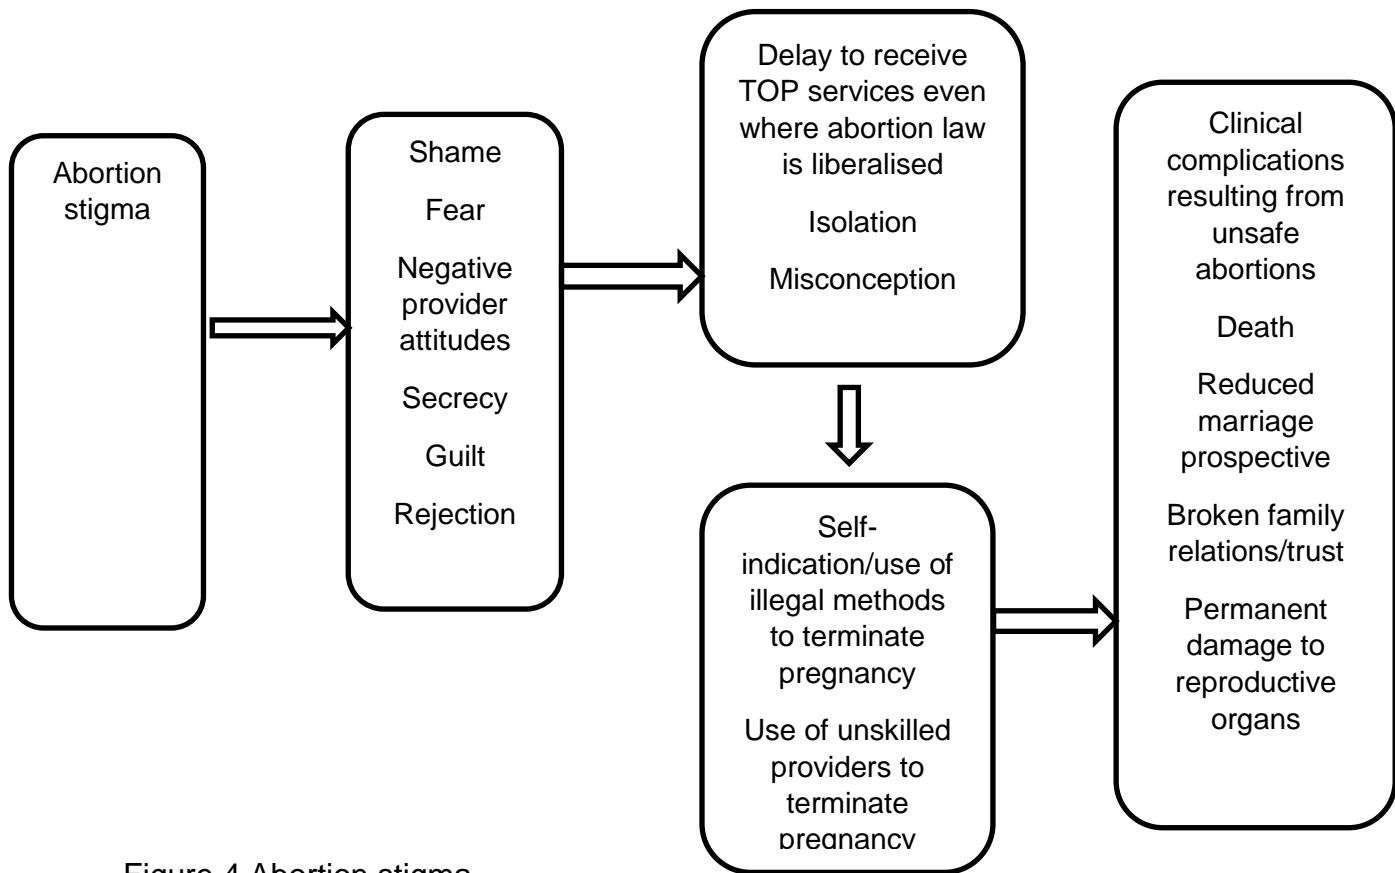 Abortion
stigma
Shame
Fear
Negative
provider
attitudes
Secrecy
Guilt
Rejection
Delay to receive
TOP services even
where abortion law
is liberalised
Isolation
Misconception
Self-
indication/use of
illegal methods
to terminate
pregnancy
Use of unskilled
providers to
terminate
pregnancy
Clinical
complications
resulting from
unsafe
abortions
Death
Reduced
marriage
prospective
Broken family
relations/trust
Permanent
damage to
reproductive
organs
Figure 4 Abortion stigma